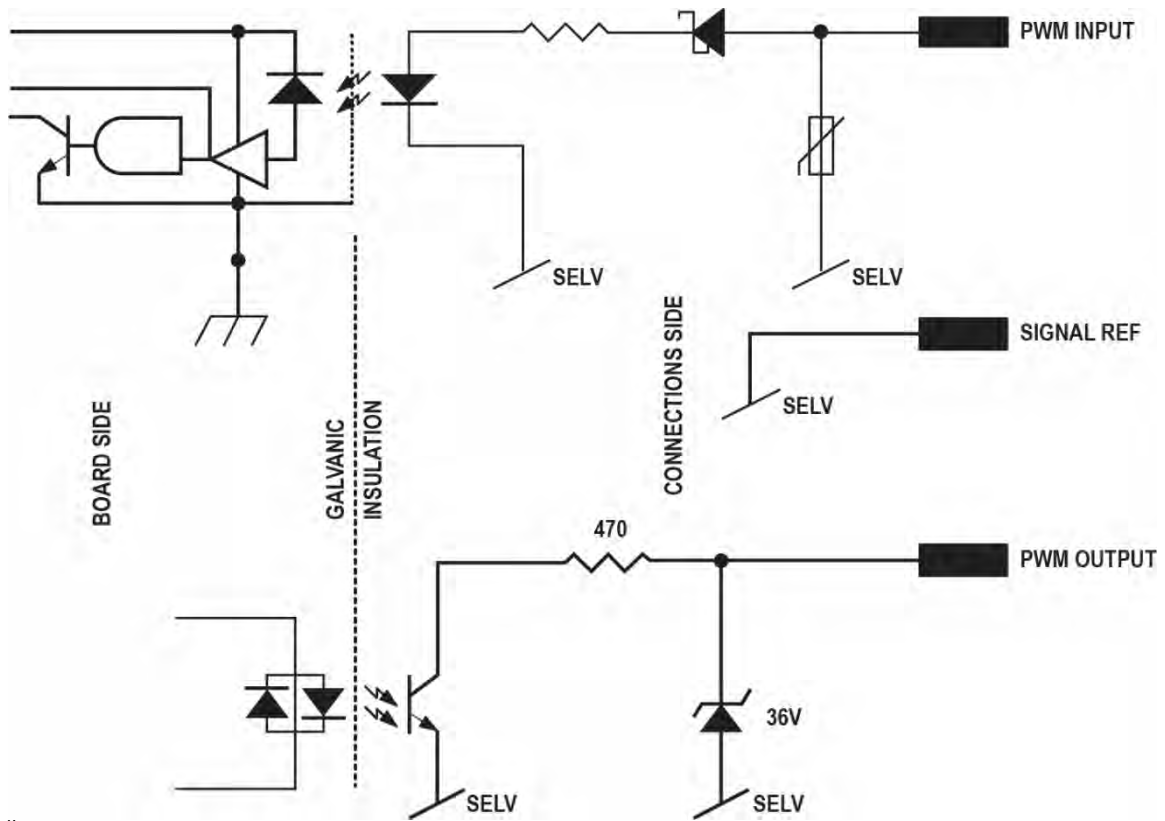 PWM INPUT
SELV
SELV
SIGNAL REF
SELV
BOARD SIDE
GALVANIC
INSULATION
CONNECTIONS SIDE
470
PWM OUTPUT
36V
SELV
SELV